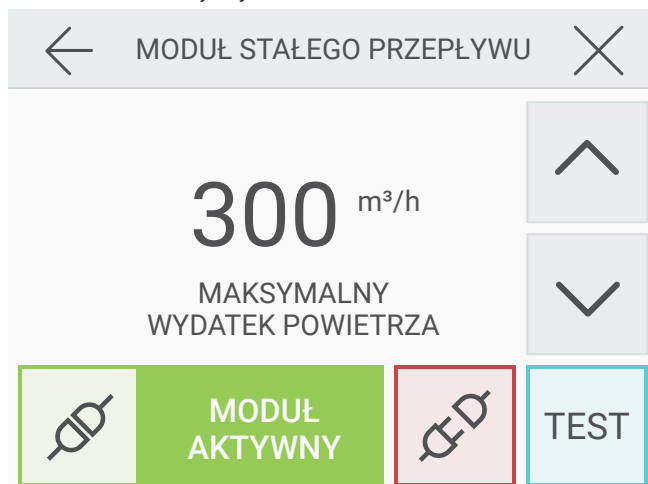 MODUŁ STAŁEGO PRZEPŁYWU
300 m³/h
MAKSYMALNY
WYDATEK POWIETRZA
MODUŁ
AKTYWNY
TEST